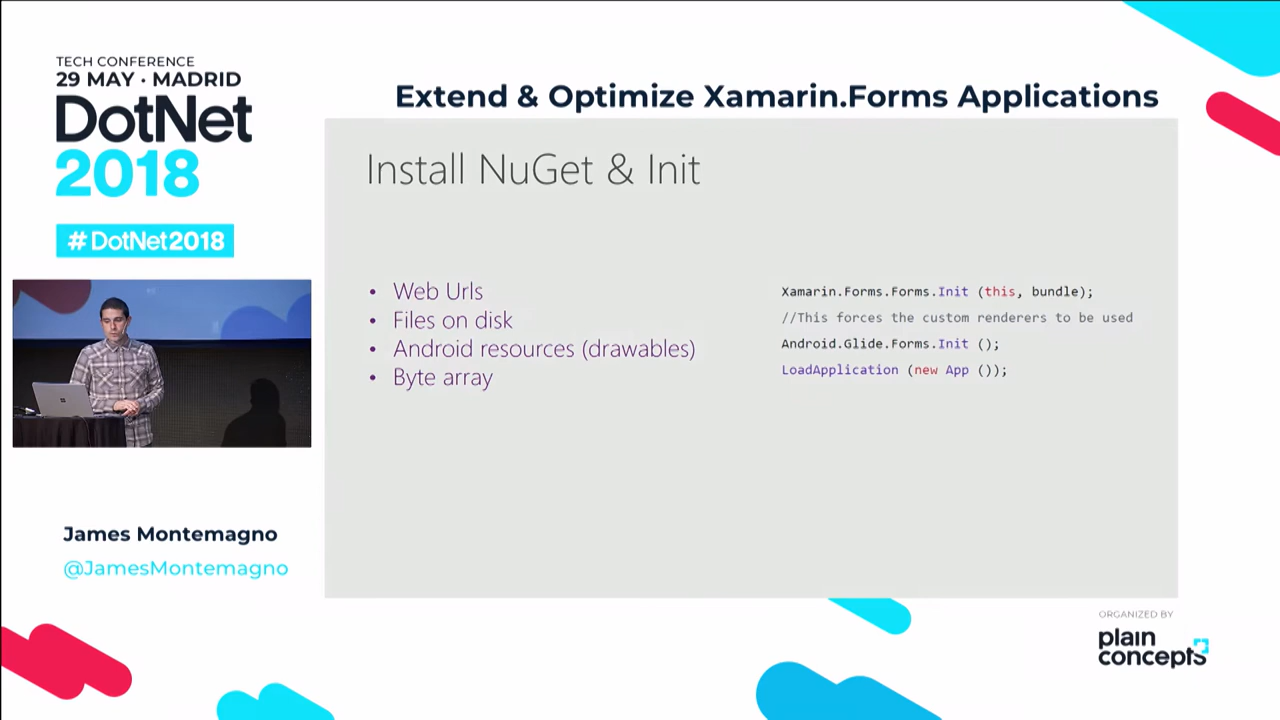 TECH CONFERENCE
29 MAY · MADRID
DotNet
2018
#DotNet2018
James Montemagno
@JamesMontemagno
Extend & Optimize Xamarin.Forms Applications
Install NuGet & Init
• Web Urls
• Files on disk
• Android resources (drawables)
• Byte array
Xamarin.Forms.Forms.Init (this, bundle);
//This forces the custom renderers to be used
Android.Glide.Forms.Init ();
LoadApplication (new App ());
ORGANIZED BY
plain
concepts